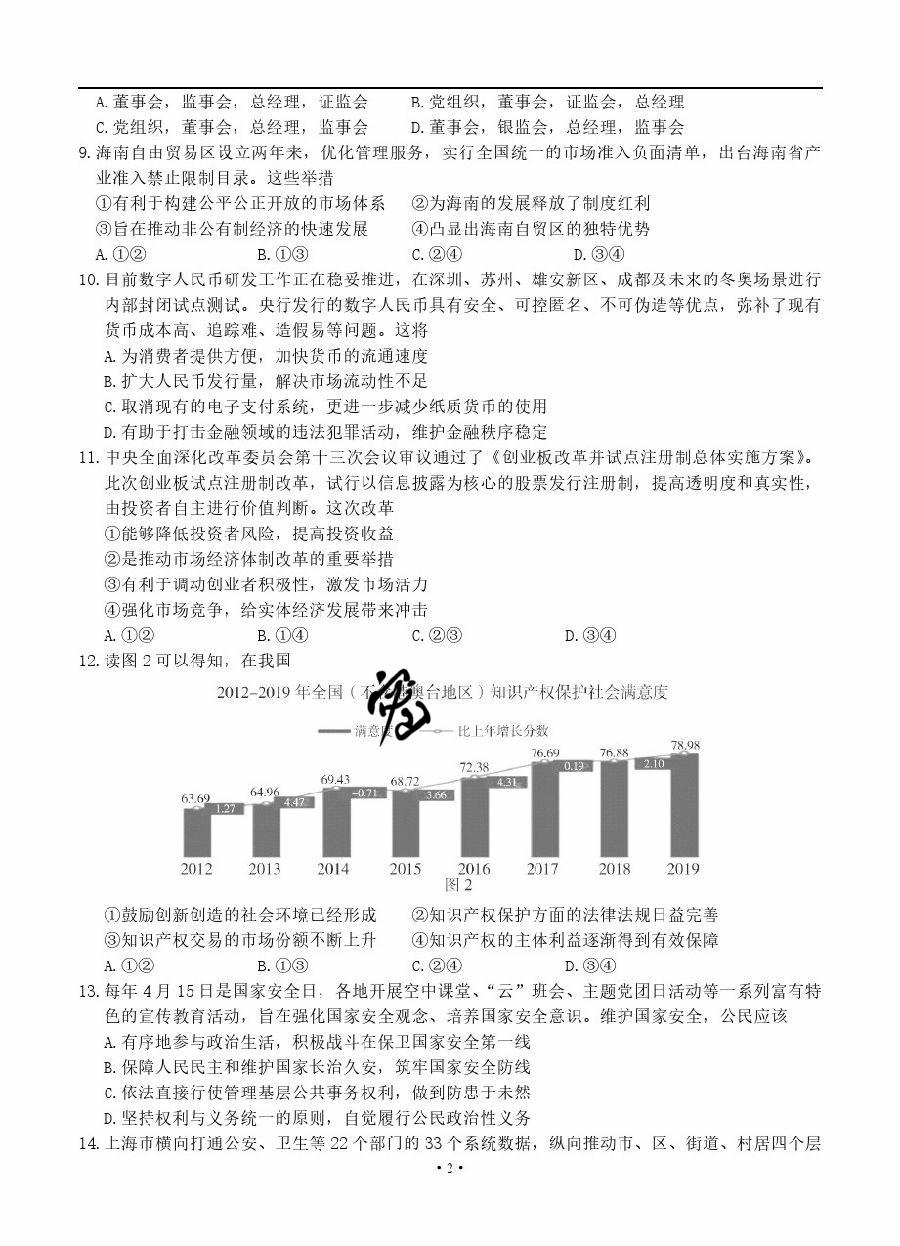 A. 董事会，监事会，总经理，证监会 B. 党组织，董事会，证监会，总经理
C. 党组织，董事会，总经理，监事会 D. 董事会，银监会，总经理，监事会
9. 海南自由贸易区设立两年来，优化管理服务，实行全国统一的市场准入负面清单，出台海南省产
业准入禁止限制目录。这些举措
①有利于构建公平公正开放的市场体系 ②为海南的发展释放了制度红利
③旨在推动非公有制经济的快速发展 ④凸显出海南自贸区的独特优势
A. ①② B. ①③ C. ②④ D. ③④
10. 目前数字人民币研发工作正在稳妥推进，在深圳、苏州、雄安新区、成都及未来的冬奥场景进行
内部封闭试点测试。央行发行的数字人民币具有安全、可控匿名、不可伪造等优点，弥补了现有
货币成本高、追踪难、造假易等问题。这将
A. 为消费者提供方便，加快货币的流通速度
B. 扩大人民币发行量，解决市场流动性不足
C. 取消现有的电子支付系统，更进一步减少纸质货币的使用
D. 有助于打击金融领域的违法犯罪活动，维护金融秩序稳定
11. 中央全面深化改革委员会第十三次会议审议通过了《创业板改革并试点注册制总体实施方案》。
此次创业板试点注册制改革，试行以信息披露为核心的股票发行注册制，提高透明度和真实性，
由投资者自主进行价值判断。这次改革
①能够降低投资者风险，提高投资收益
②是推动市场经济体制改革的重要举措
③有利于调动创业者积极性，激发市场活力
④强化市场竞争，给实体经济发展带来冲击
A. ①② B. ①④ C. ②③ D. ③④
12. 读图 2 可以得知，在我国
2012-2019 年全国（不 澳台地区）知识产权保护社会满意度
满意度 比上年增长分数
63.69 64.96 69.43 68.72 72.38 76.69 76.88 78.98
1.27 4.47 -0.71 3.66 4.31 0.19 2.10
2012 2013 2014 2015 2016 2017 2018 2019
图 2
①鼓励创新创造的社会环境已经形成 ②知识产权保护方面的法律法规日益完善
③知识产权交易的市场份额不断上升 ④知识产权的主体利益逐渐得到有效保障
A. ①② B. ①③ C. ②④ D. ③④
13. 每年 4 月 15 日是国家安全日，各地开展空中课堂、“云”班会、主题党团日活动等一系列富有特
色的宣传教育活动，旨在强化国家安全观念、培养国家安全意识。维护国家安全，公民应该
A. 有序地参与政治生活，积极战斗在保卫国家安全第一线
B. 保障人民民主和维护国家长治久安，筑牢国家安全防线
C. 依法直接行使管理基层公共事务权利，做到防患于未然
D. 坚持权利与义务统一的原则，自觉履行公民政治性义务
14. 上海市横向打通公安、卫生等 22 个部门的 33 个系统数据，纵向推动市、区、街道、村居四个层
· 2 ·